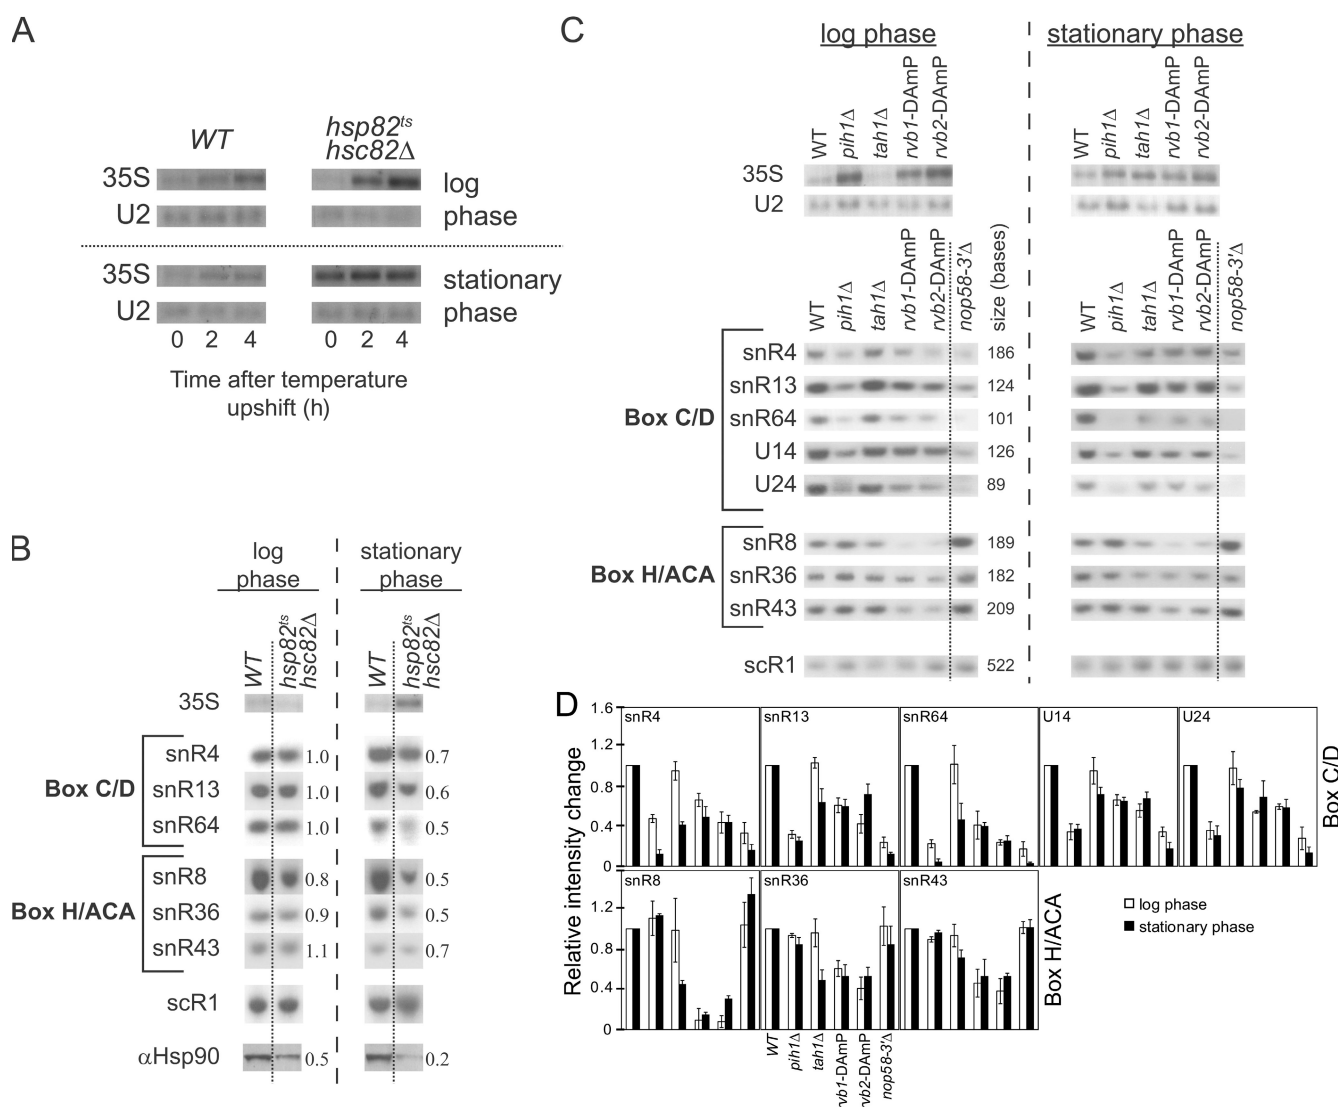 A
WT
hsp82ts
hsc82Δ
35S
log
U2
phase
35S
stationary
U2
phase
0 2 4 0 2 4
Time after temperature
upshift (h)
B
log
phase
stationary
phase
WT
hsp82ts
hsc82Δ
WT
hsp82ts
hsc82Δ
35S
Box C/D
snR4 1.0 0.7
snR13 1.0 0.6
snR64 1.0 0.5
Box H/ACA
snR8 0.8 0.5
snR36 0.9 0.5
snR43 1.1 0.7
scR1
αHsp90 0.5 0.2
C
log phase
stationary phase
WT pih1Δ tah1Δ rvb1-DAmP rvb2-DAmP
WT pih1Δ tah1Δ rvb1-DAmP rvb2-DAmP
35S
U2
WT pih1Δ tah1Δ rvb1-DAmP rvb2-DAmP nop58-3'Δ size (bases)
WT pih1Δ tah1Δ rvb1-DAmP rvb2-DAmP nop58-3'Δ
Box C/D
snR4 186
snR13 124
snR64 101
U14 126
U24 89
Box H/ACA
snR8 189
snR36 182
snR43 209
scR1 522
D
Relative intensity change
1.6
1.2
0.8
0.4
0
snR4 snR13 snR64 U14 U24
Box C/D
1.2
0.8
0.4
0
snR8 snR36 snR43
Box H/ACA
log phase
stationary phase
WT pih1Δ tah1Δ rvb1-DAmP rvb2-DAmP nop58-3'Δ